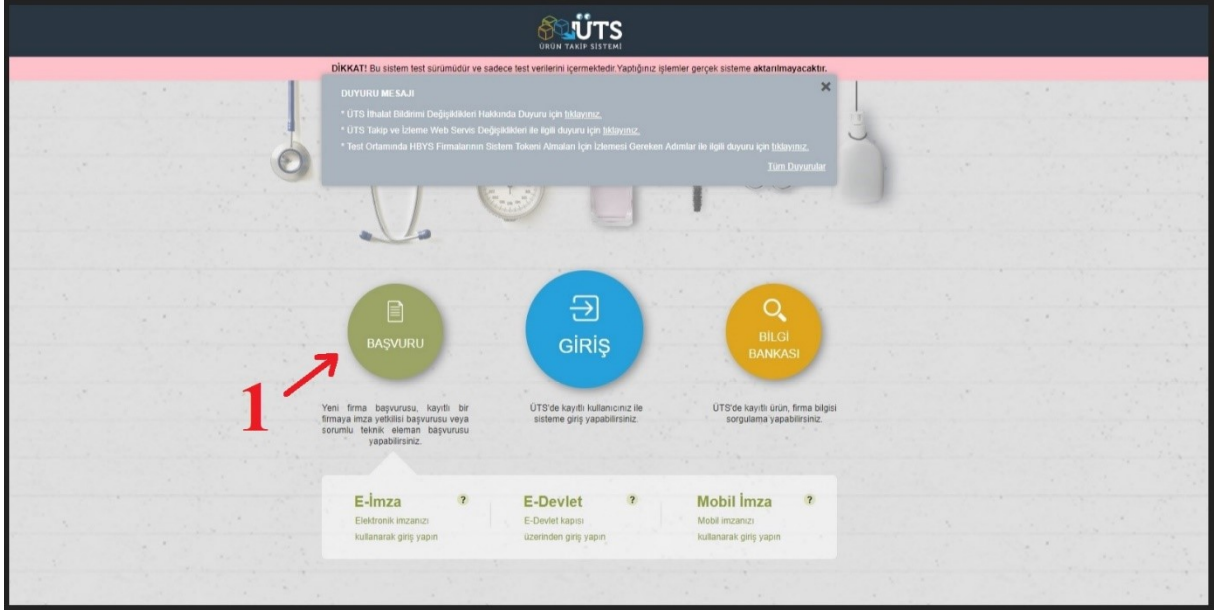 ÜTS
ÜRÜN TAKİP SİSTEMİ
DİKKAT! Bu sistem test sürümüdür ve sadece test verilerini içermektedir.Yaptığınız işlemler gerçek sisteme aktarılmayacaktır.
DUYURU MESAJI
* ÜTS İthalat Bildirimi Değişiklikleri Hakkında Duyuru için tıklayınız.
* ÜTS Takip ve İzleme Web Servis Değişiklikleri ile ilgili duyuru için tıklayınız.
* Test Ortamında HBYS Firmalarının Sistem Tokeni Almaları İçin İzlemesi Gereken Adımlar ile ilgili duyuru için tıklayınız.
Tüm Duyurular
BAŞVURU
GİRİŞ
BİLGİ
BANKASI
1
Yeni firma başvurusu, kayıtlı bir
firmaya imza yetkilisi başvurusu veya
sorumlu teknik eleman başvurusu
yapabilirsiniz.
ÜTS'de kayıtlı kullanıcınız ile
sisteme giriş yapabilirsiniz.
ÜTS'de kayıtlı ürün, firma bilgisi
sorgulama yapabilirsiniz.
E-İmza ?
Elektronik imzanızı
kullanarak giriş yapın
E-Devlet ?
E-Devlet kapısı
üzerinden giriş yapın
Mobil İmza ?
Mobil imzanızı
kullanarak giriş yapın